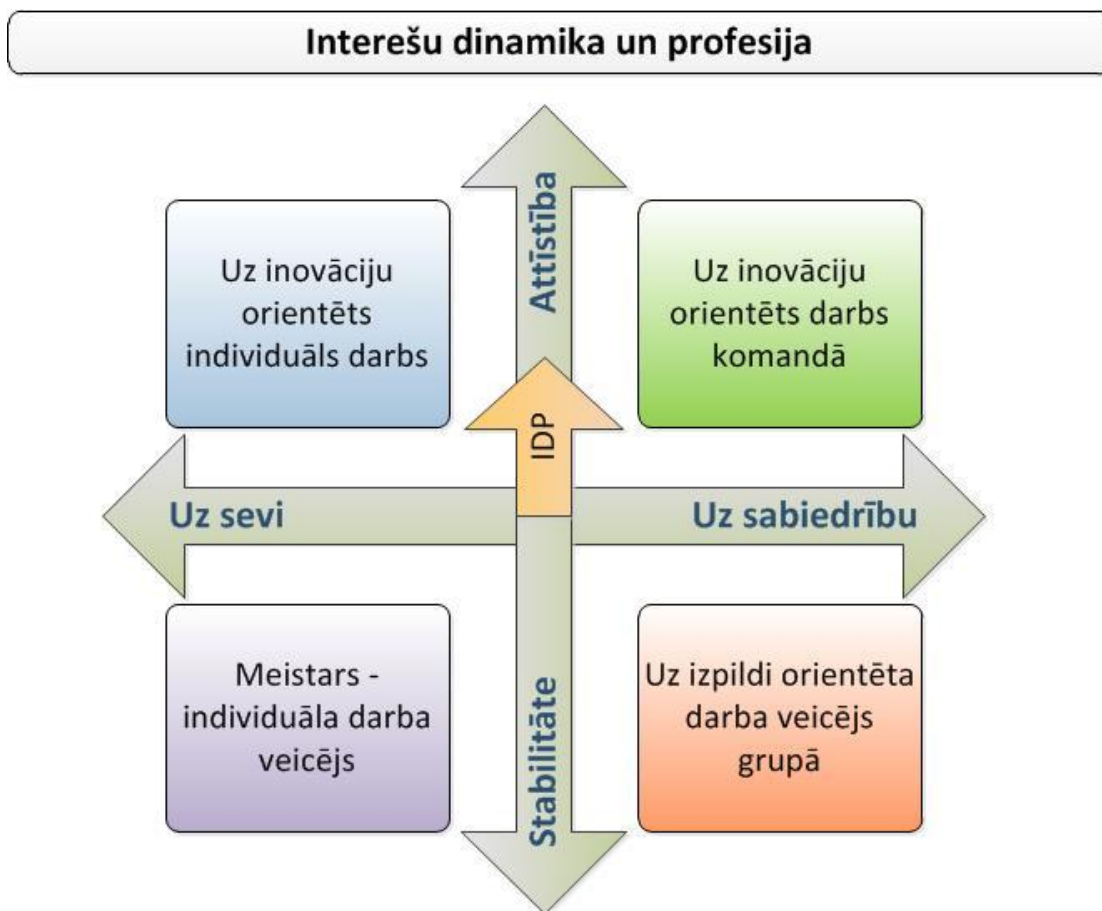 Interešu dinamika un profesija
Attīstība
Uz inovāciju
orientēts
individuāls darbs
Uz inovāciju
orientēts darbs
komandā
IDP
Uz sevi
Uz sabiedrību
Meistars -
individuāla darba
veicējs
Stabilitāte
Uz izpildi orientēta
darba veicējs
grupā